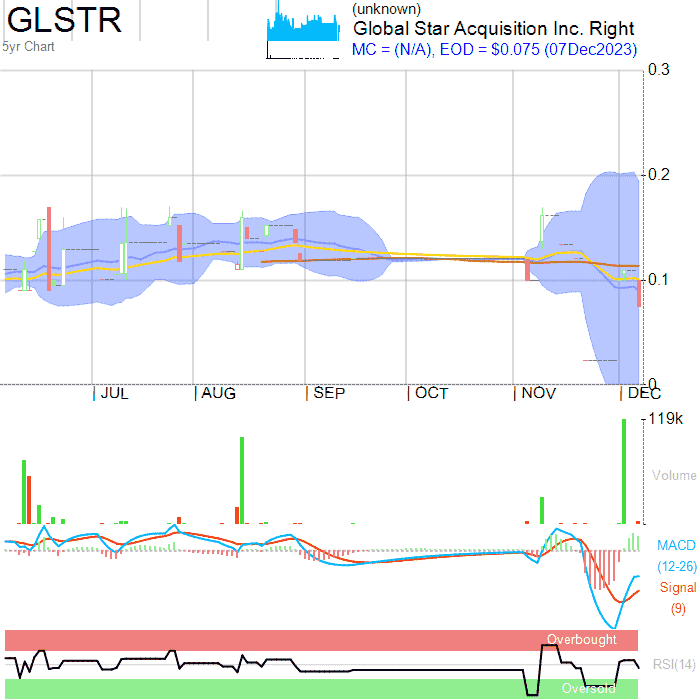 GLSTR
5yr Chart
(unknown)
Global Star Acquisition Inc. Right
MC = (N/A), EOD = $0.075 (07Dec2023)
0.3
0.2
0.1
0
JUL
AUG
SEP
OCT
NOV
DEC
119k
Volume
MACD
(12-26)
Signal
(9)
Overbought
RSI(14)
Oversold